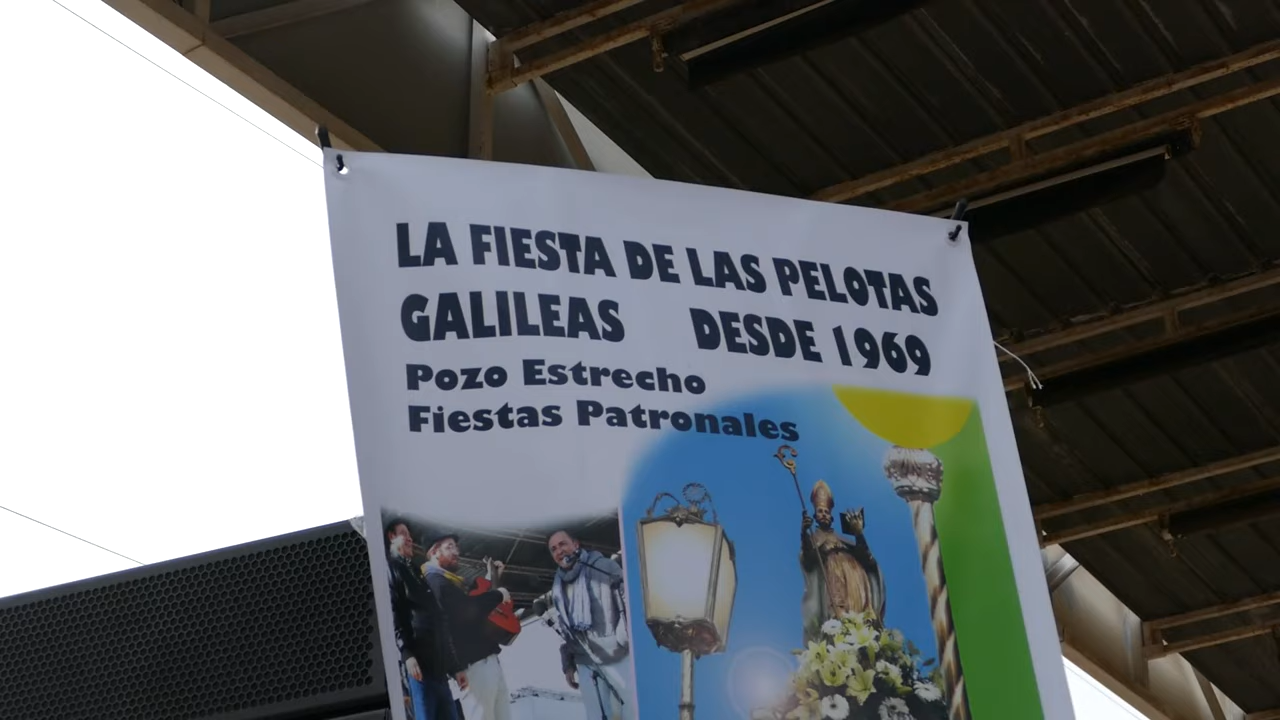 LA FIESTA DE LAS PELOTAS
GALILEAS DESDE 1969
Pozo Estrecho
Fiestas Patronales